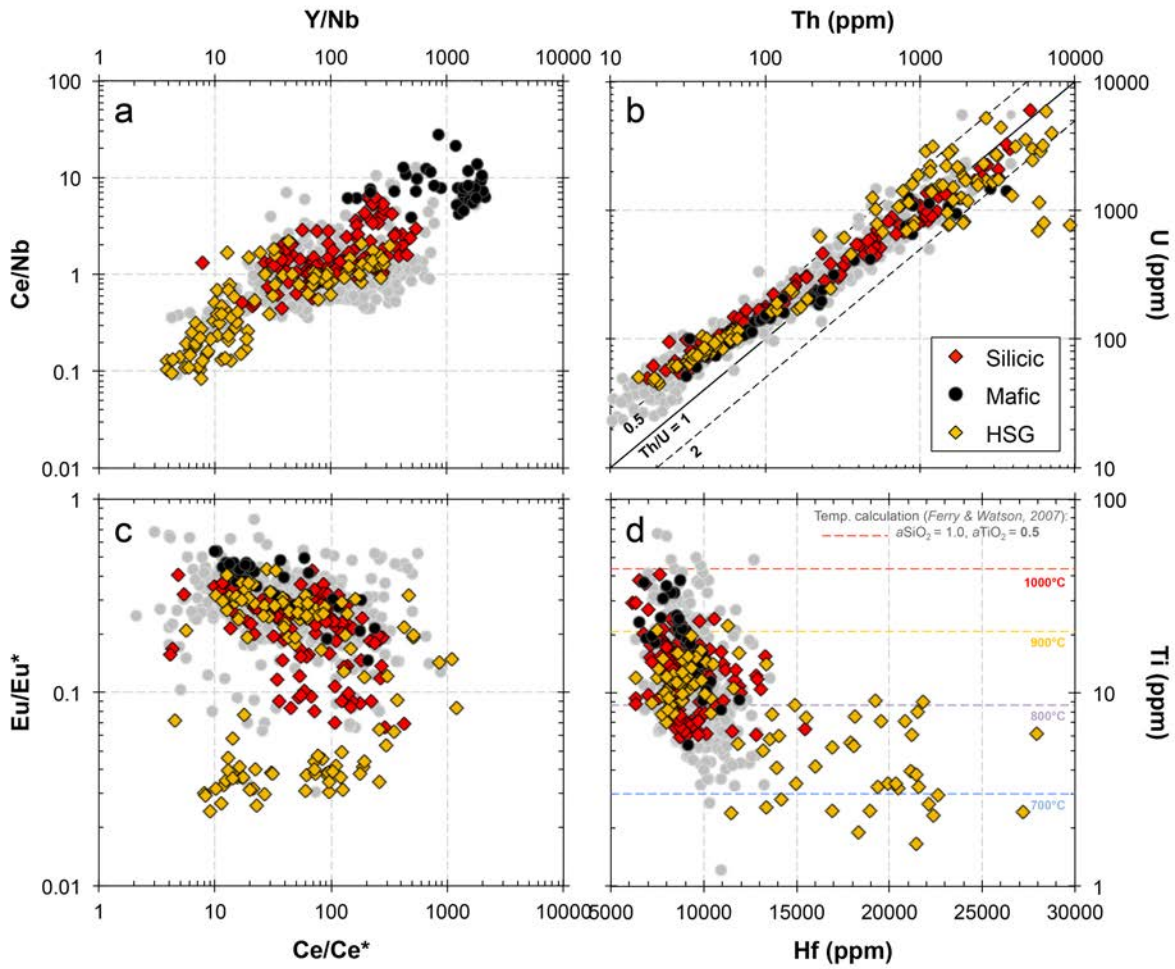 Y/Nb
Th (ppm)
1 10 100 1000 10000
10 100 1000 10000
100
10
1
0.1
0.01
Ce/Nb
a
b
10000
1000
100
10
U (ppm)
0.5
Th/U = 1
2
Silicic
Mafic
HSG
1
0.1
0.01
Eu/Eu*
c
d
Temp. calculation (Ferry & Watson, 2007):
aSiO₂ = 1.0, aTiO₂ = 0.5
1000°C
900°C
800°C
700°C
100
10
1
Ti (ppm)
1 10 100 1000 10000
5000 10000 15000 20000 25000 30000
Ce/Ce*
Hf (ppm)